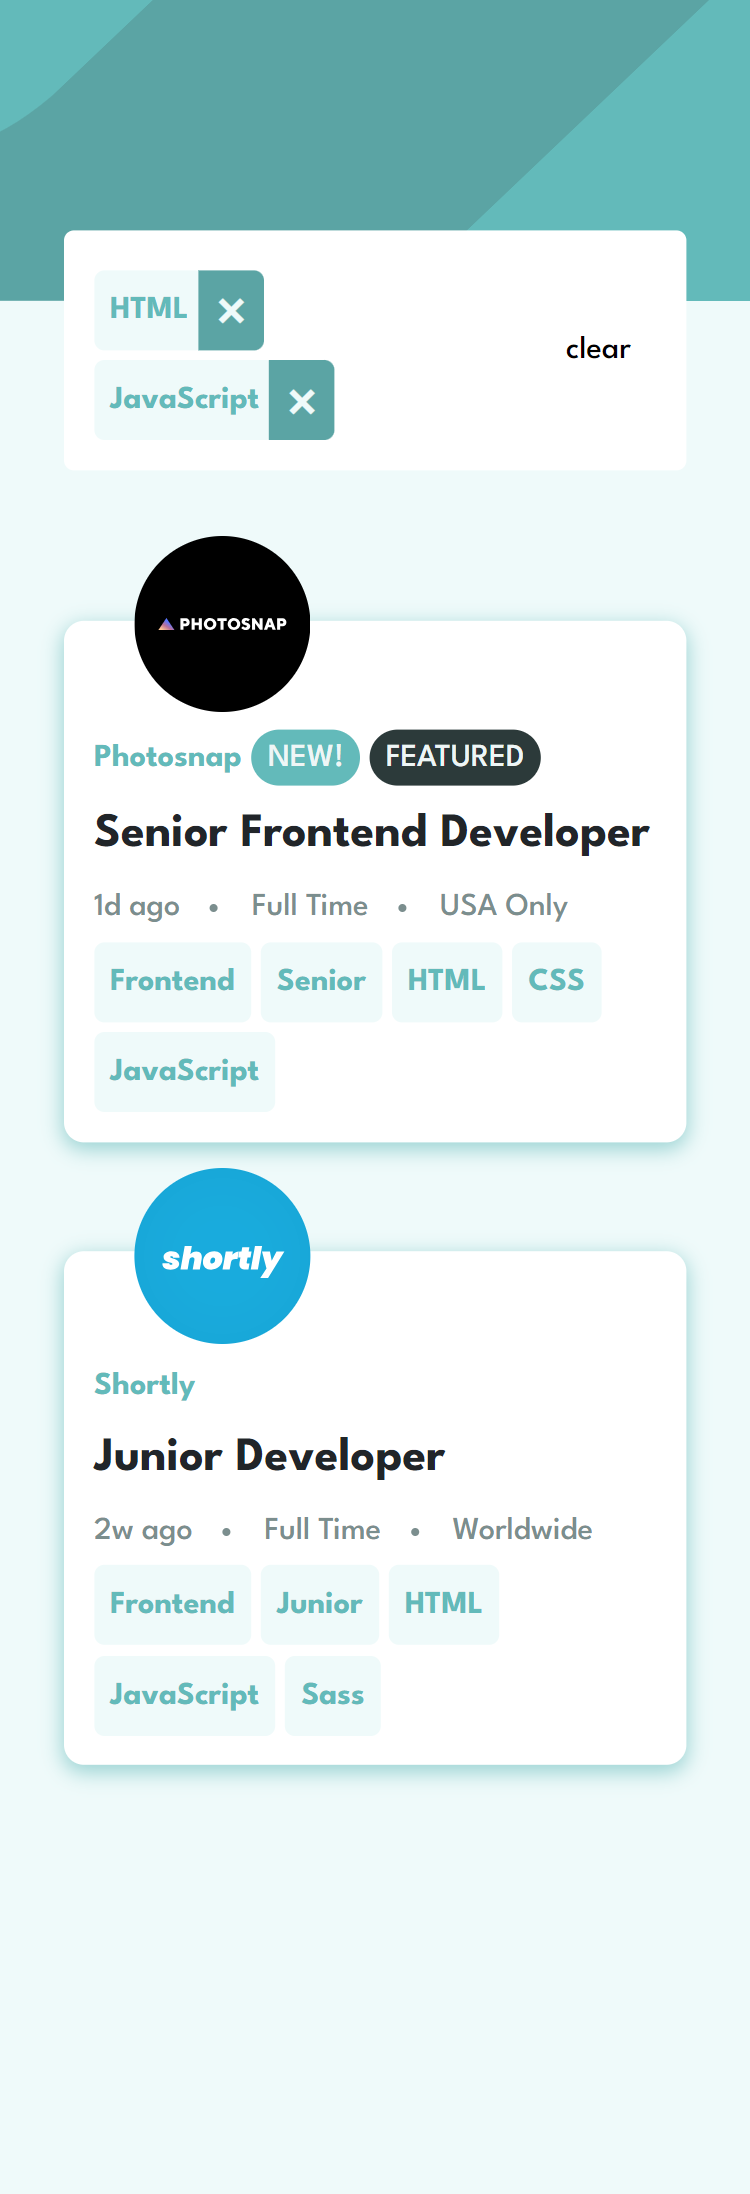 HTML ×
clear
JavaScript ×
PHOTOSNAP
Photosnap NEW! FEATURED
Senior Frontend Developer
1d ago • Full Time • USA Only
Frontend Senior HTML CSS
JavaScript
shortly
Shortly
Junior Developer
2w ago • Full Time • Worldwide
Frontend Junior HTML
JavaScript Sass